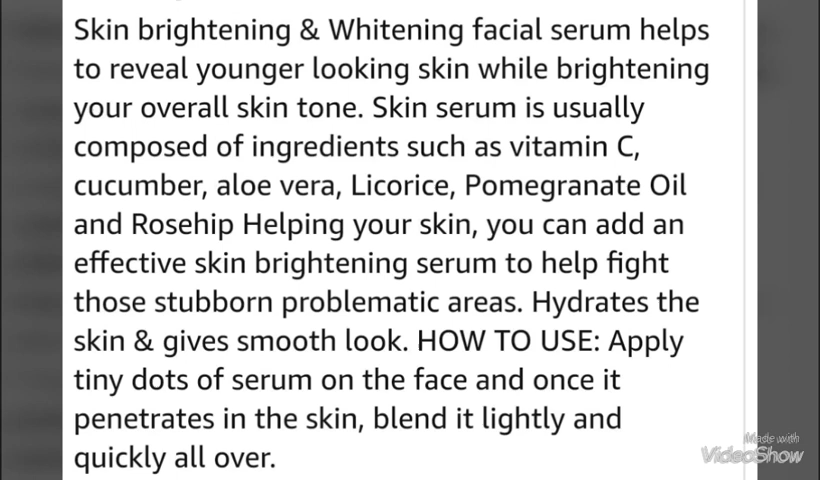 Skin brightening & Whitening facial serum helps
to reveal younger looking skin while brightening
your overall skin tone. Skin serum is usually
composed of ingredients such as vitamin C,
cucumber, aloe vera, Licorice, Pomegranate Oil
and Rosehip Helping your skin, you can add an
effective skin brightening serum to help fight
those stubborn problematic areas. Hydrates the
skin & gives smooth look. HOW TO USE: Apply
tiny dots of serum on the face and once it
penetrates in the skin, blend it lightly and
quickly all over.
Made with
VideoShow